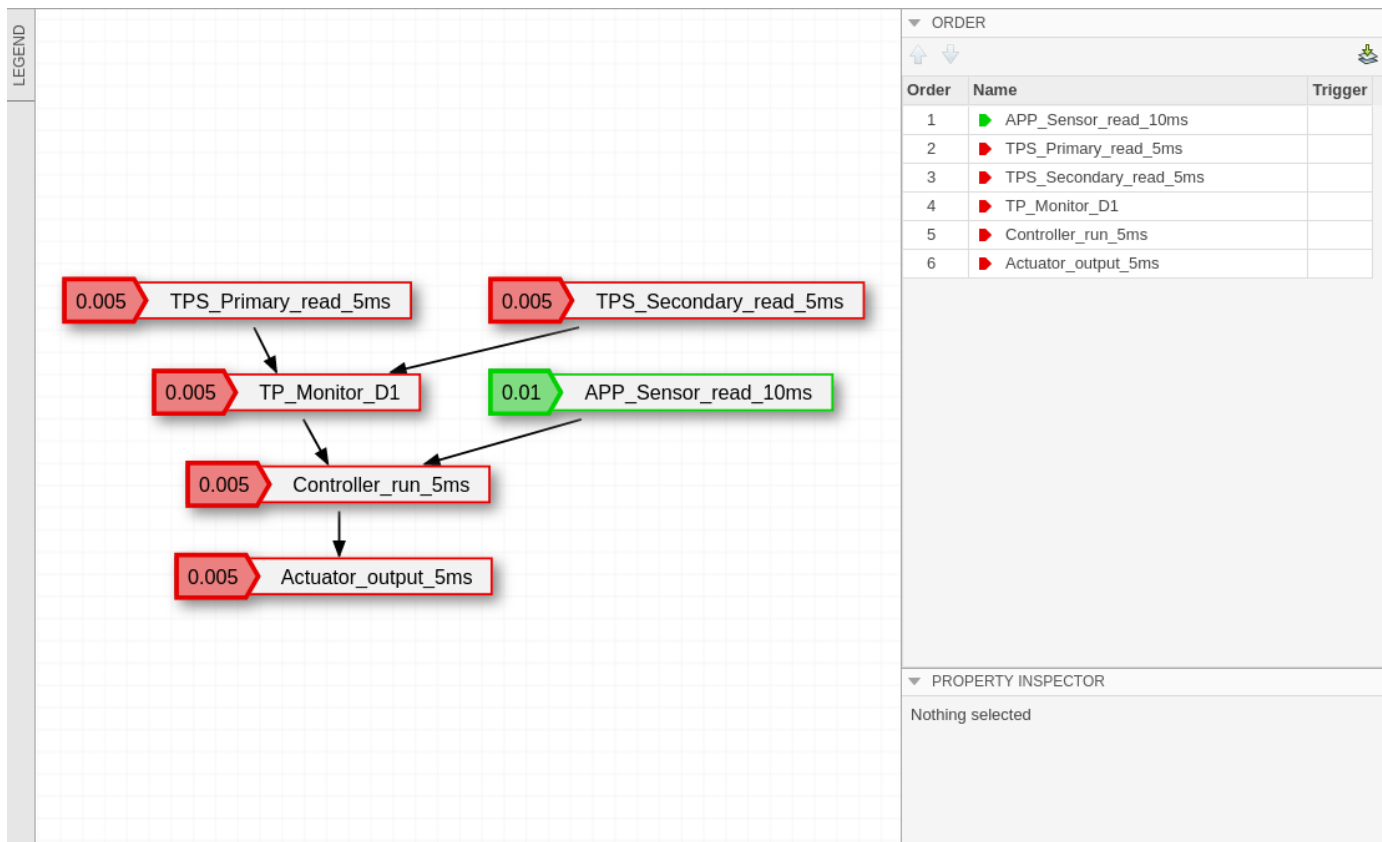 LEGEND
0.005 TPS_Primary_read_5ms
0.005 TPS_Secondary_read_5ms
0.005 TP_Monitor_D1
0.01 APP_Sensor_read_10ms
0.005 Controller_run_5ms
0.005 Actuator_output_5ms
ORDER
Order Name Trigger
1 APP_Sensor_read_10ms
2 TPS_Primary_read_5ms
3 TPS_Secondary_read_5ms
4 TP_Monitor_D1
5 Controller_run_5ms
6 Actuator_output_5ms
PROPERTY INSPECTOR
Nothing selected